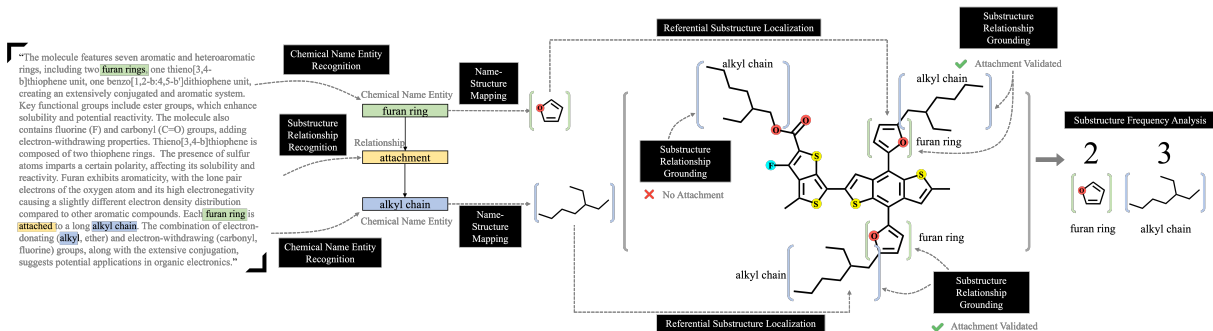 “The molecule features seven aromatic and heteroaromatic
rings, including two furan rings, one thieno[3,4-
b]thiophene unit, one benzo[1,2-b:4,5-b']dithiophene unit,
creating an extensively conjugated and aromatic system.
Key functional groups include ester groups, which enhance
solubility and potential reactivity. The molecule also
contains fluorine (F) and carbonyl (C=O) groups, adding
electron-withdrawing properties. Thieno[3,4-b]thiophene is
composed of two thiophene rings. The presence of sulfur
atoms imparts a certain polarity, affecting its solubility and
reactivity. Furan exhibits aromaticity, with the lone pair
electrons of the oxygen atom and its high electronegativity
causing a slightly different electron density distribution
compared to other aromatic compounds. Each furan ring is
attached to a long alkyl chain. The combination of electron-
donating (alkyl, ether) and electron-withdrawing (carbonyl,
fluorine) groups, along with the extensive conjugation,
suggests potential applications in organic electronics.”
Chemical Name Entity
Recognition
Substructure
Relationship
Recognition
Chemical Name Entity
Recognition
Chemical Name Entity
furan ring
Relationship
attachment
alkyl chain
Chemical Name Entity
Name-
Structure
Mapping
Name-
Structure
Mapping
O
Referential Substructure Localization
alkyl chain
Substructure
Relationship
Grounding
No Attachment
O
O
F
S
S
S
S
O
furan ring
alkyl chain
Substructure
Relationship
Grounding
Attachment Validated
O
furan ring
alkyl chain
Substructure
Relationship
Grounding
Attachment Validated
Referential Substructure Localization
Substructure Frequency Analysis
2 3
O
furan ring alkyl chain